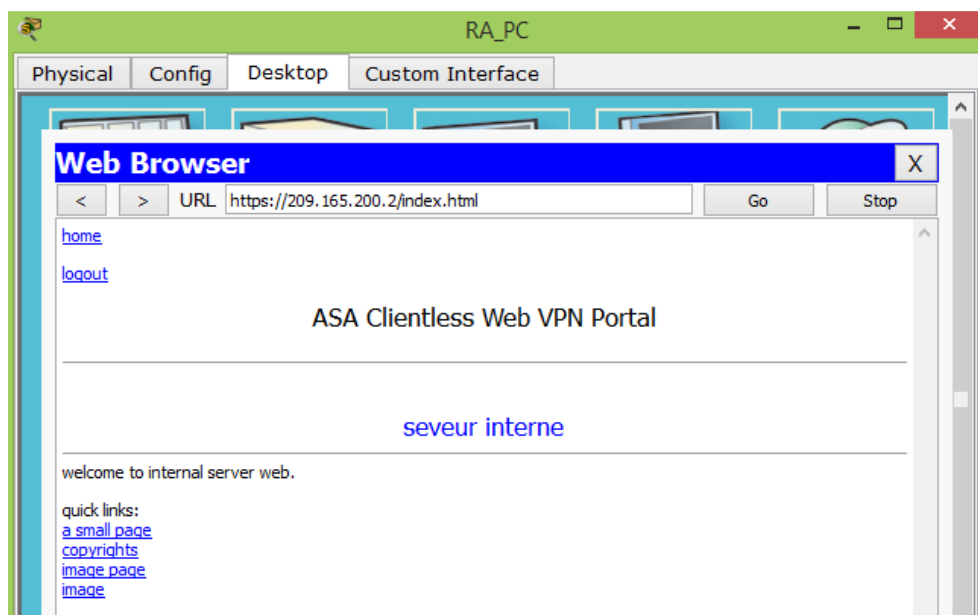 RA_PC
Physical Config Desktop Custom Interface
Web Browser X
< > URL https://209.165.200.2/index.html Go Stop
home
logout
ASA Clientless Web VPN Portal
seveur interne
welcome to internal server web.
quick links:
a small page
copyrights
image page
image